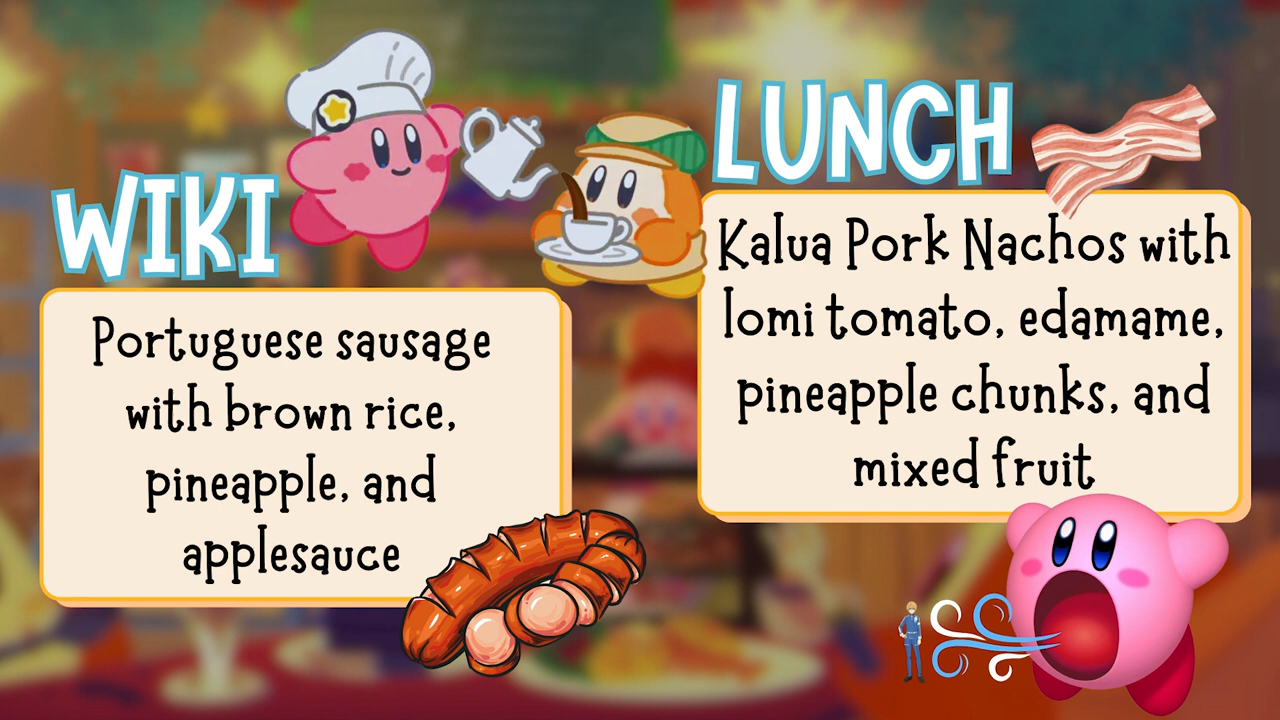 WIKI
Portuguese sausage
with brown rice,
pineapple, and
applesauce
LUNCH
Kalua Pork Nachos with
lomi tomato, edamame,
pineapple chunks, and
mixed fruit